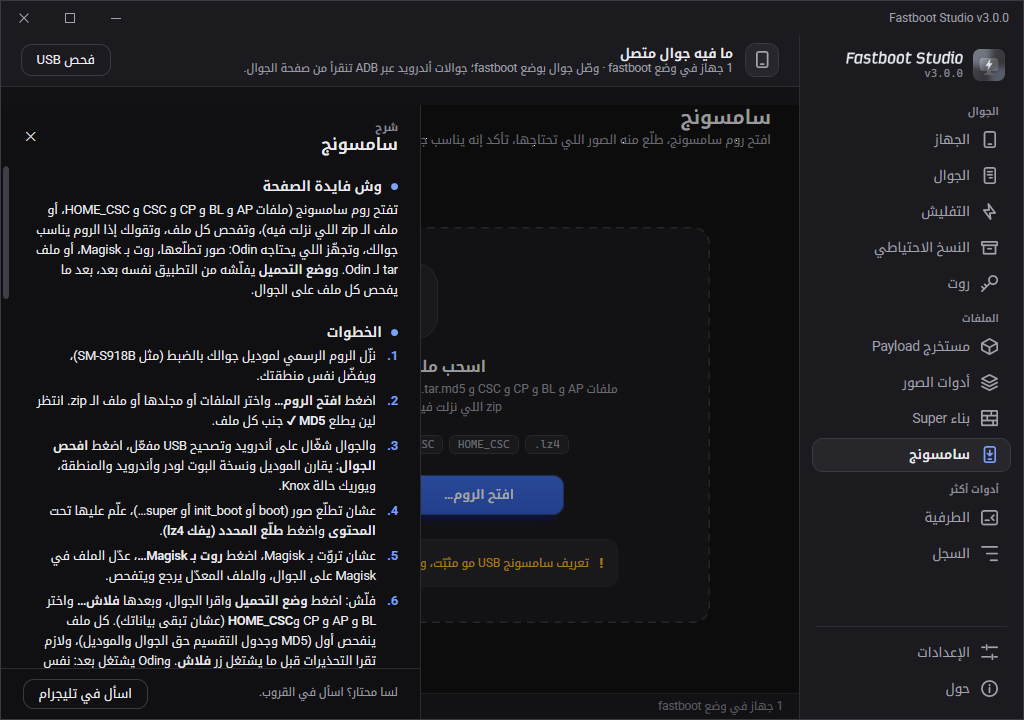 Fastboot Studio v3.0.0
Fastboot Studio
v3.0.0
الجوال
الجهاز
الجوال
التفليش
النسخ الاحتياطي
روت
الملفات
مستخرج Payload
أدوات الصور
بناء Super
سامسونج
أدوات أكثر
الطرفية
السجل
الإعدادات
حول
ما فيه جوال متصل
1 جهاز في وضع fastboot · وصّل جوال بوضع fastboot؛ جوالات أندرويد عبر ADB تنقرأ من صفحة الجوال.
فحص USB
سامسونج
افتح روم سامسونج، طلّع منه الصور اللي تحتاجها، تأكد إنه يناسب
اسحب
ملفات AP و BL و CP و CSC و .tar.md5
zip اللي نزلت
HOME_CSC
.lz4
افتح الروم...
! تعريف سامسونج USB مو مثبّت، و
1 جهاز في وضع fastboot
شرح
سامسونج
وش فايدة الصفحة
تفتح روم سامسونج (ملفات AP و BL و CP و CSC و HOME_CSC، أو
ملف الـ zip اللي نزلت فيه)، وتفحص كل ملف، وتقولك إذا الروم يناسب
جوالك، وتجهّز اللي يحتاجه Odin: صور تطلّعها، روت بـ Magisk، أو ملف
tar لـ Odin. ووضع التحميل يفلّشه من التطبيق نفسه بعد، بعد ما
يفحص كل ملف على الجوال.
الخطوات
1. نزّل الروم الرسمي لموديل جوالك بالضبط (مثل SM-S918B)،
ويفضّل نفس منطقتك.
2. اضغط افتح الروم... واختر الملفات أو مجلدها أو ملف الـ zip. انتظر
لين يطلع MD5 ✓ جنب كل ملف.
3. والجوال شغّال على أندرويد وتصحيح USB مفعّل، اضغط افحص
الجوال: يقارن الموديل ونسخة البوت لودر وأندرويد والمنطقة،
ويوريك حالة Knox.
4. عشان تطلّع صور (boot أو init_boot أو super...)، علّم عليها تحت
المحتوى واضغط طلّع المحدد (يفك lz4).
5. عشان تروّت بـ Magisk، اضغط روت بـ Magisk...، عدّل الملف في
Magisk على الجوال، والملف المعدّل يرجع ويتفحص.
6. فلّش: اضغط وضع التحميل واقرا الجوال، وبعدها فلاش... واختر
BL و AP و CP وHOME_CSC (عشان تبقى بياناتك). كل ملف
ينفحص أول (MD5 وجدول التقسيم حق الجوال والموديل)، ولازم
تقرا التحذيرات قبل ما يشتغل زر فلاش. وOdin يشتغل بعد: نفس
لسا محتار؟ اسأل في القروب.
اسأل في تليجرام